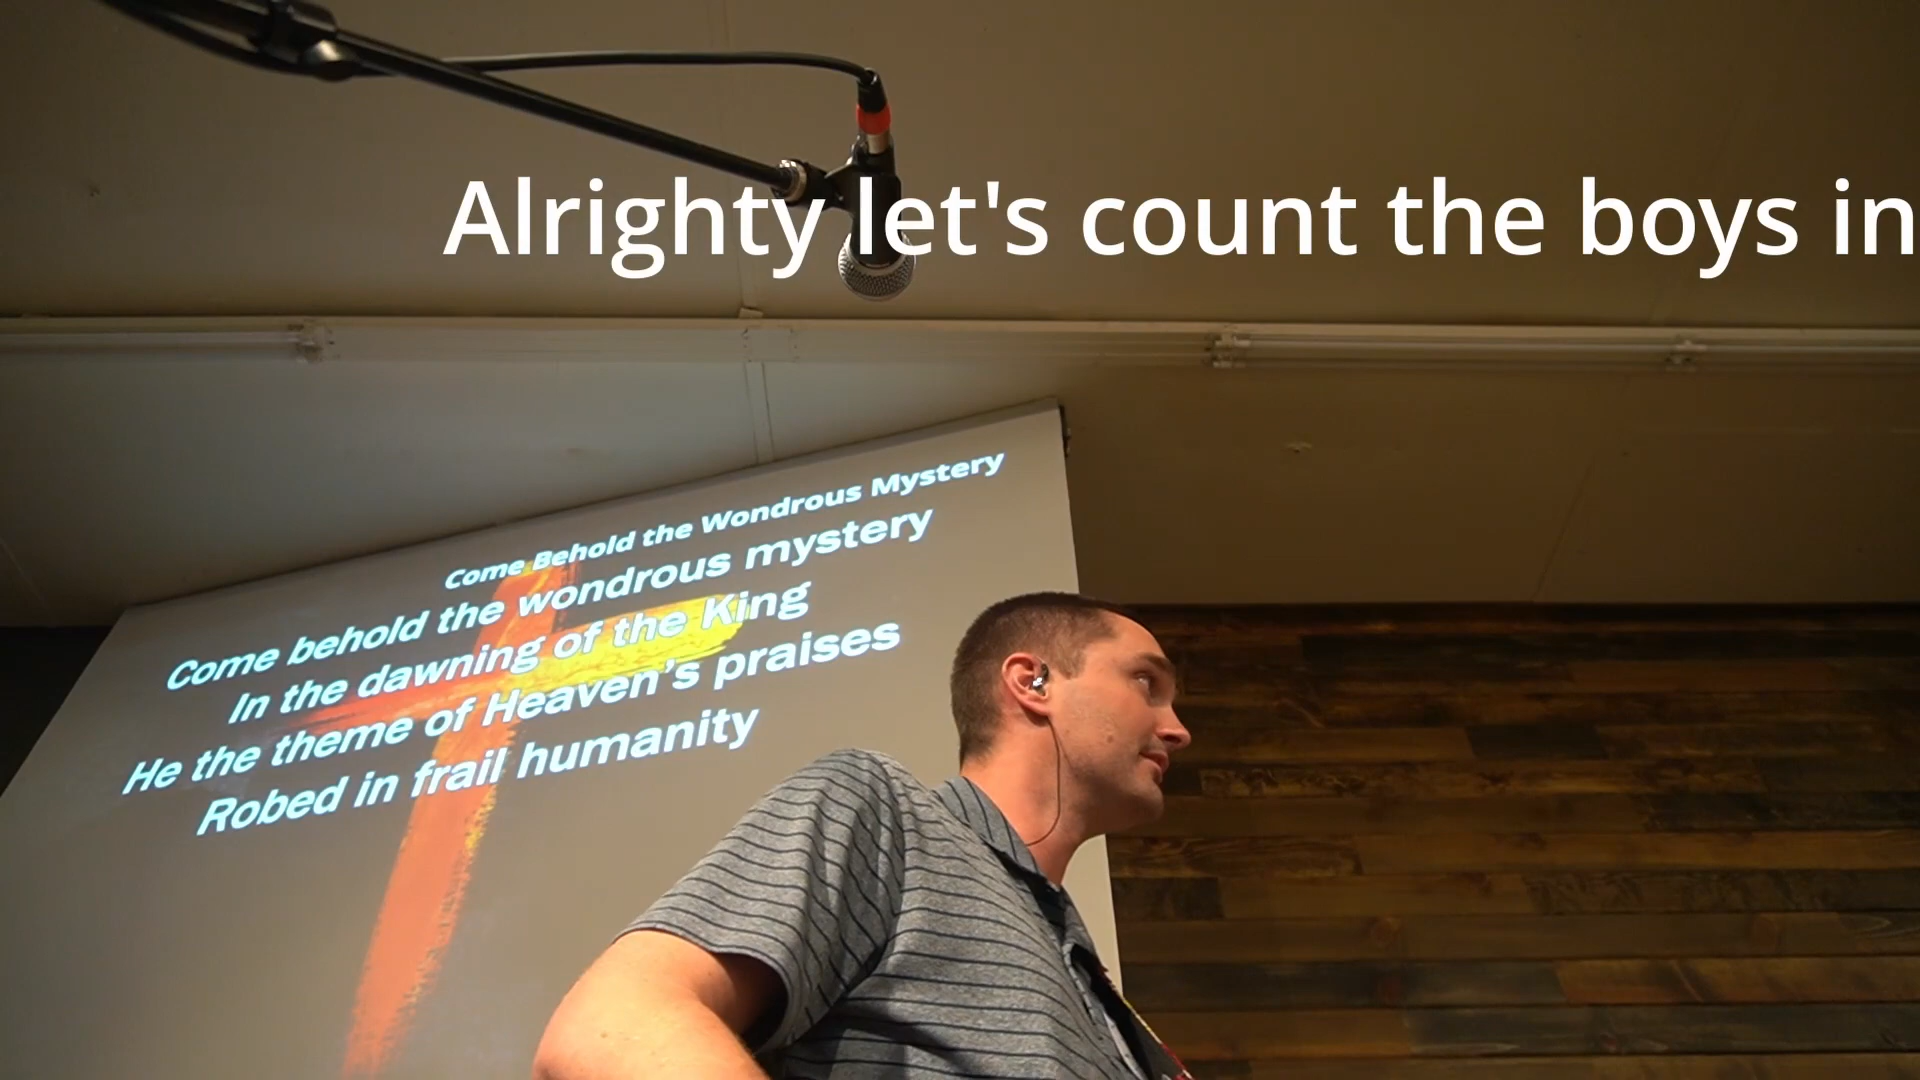 Alrighty let's count the boys in
Come Behold the Wondrous Mystery
Come behold the wondrous mystery
In the dawning of the King
He the theme of Heaven's praises
Robed in frail humanity